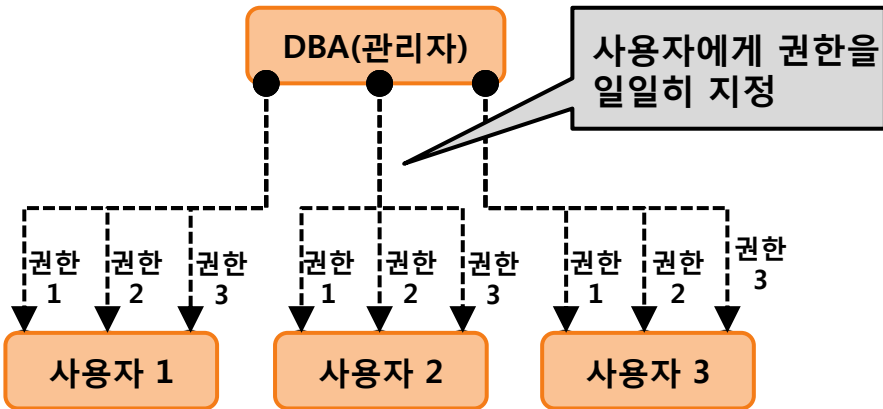 DBA(관리자)
사용자에게 권한을
일일히 지정
권한
1
권한
2
권한
3
권한
1
권한
2
권한
3
권한
1
권한
2
권한
3
사용자 1
사용자 2
사용자 3